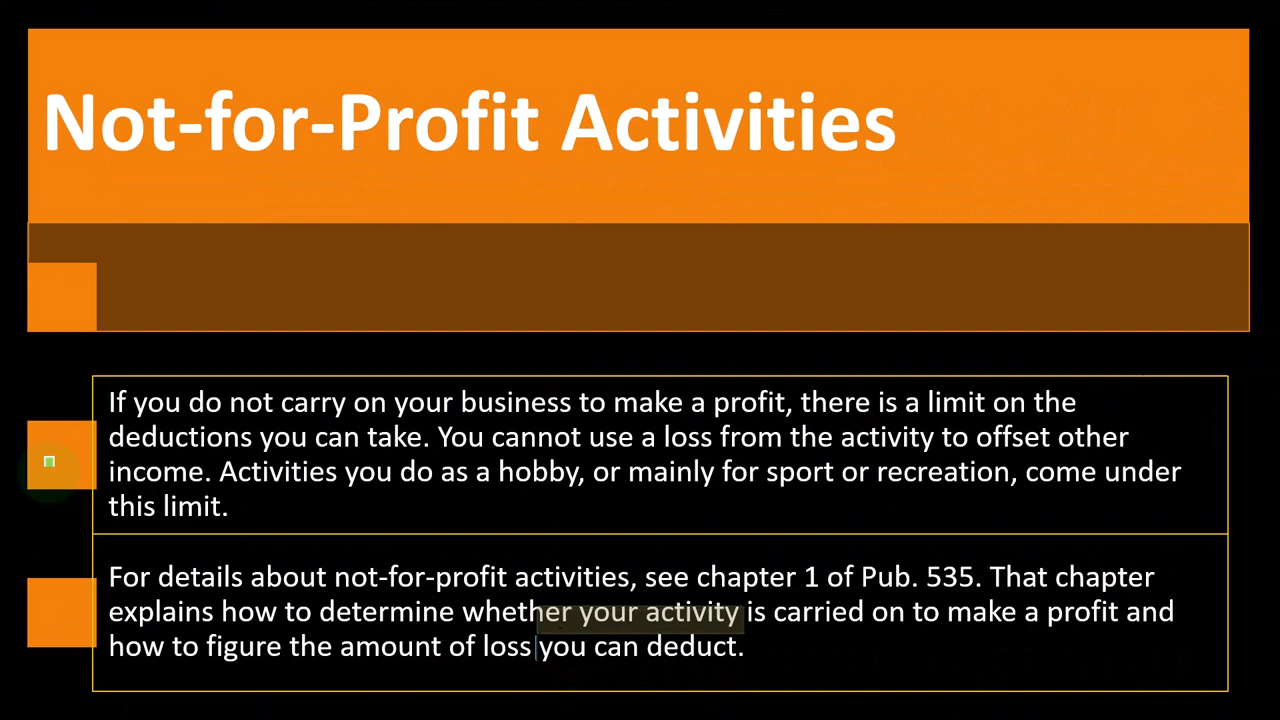 Not-for-Profit Activities
If you do not carry on your business to make a profit, there is a limit on the
deductions you can take. You cannot use a loss from the activity to offset other
income. Activities you do as a hobby, or mainly for sport or recreation, come under
this limit.
For details about not-for-profit activities, see chapter 1 of Pub. 535. That chapter
explains how to determine whether your activity is carried on to make a profit and
how to figure the amount of loss you can deduct.